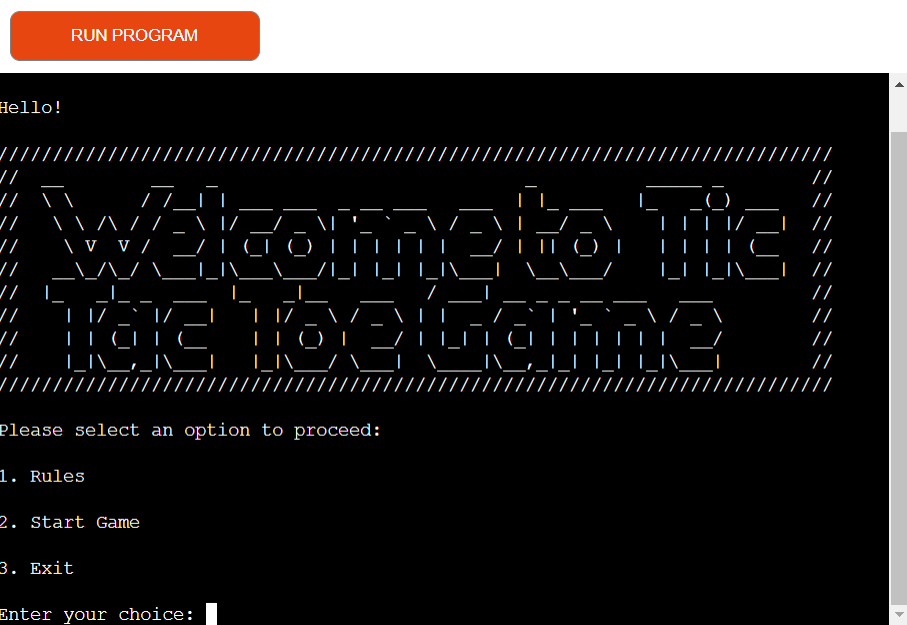 RUN PROGRAM
Hello!
Welcome to Tic
Tac Toe Game
Please select an option to proceed:
1. Rules
2. Start Game
3. Exit
Enter your choice: